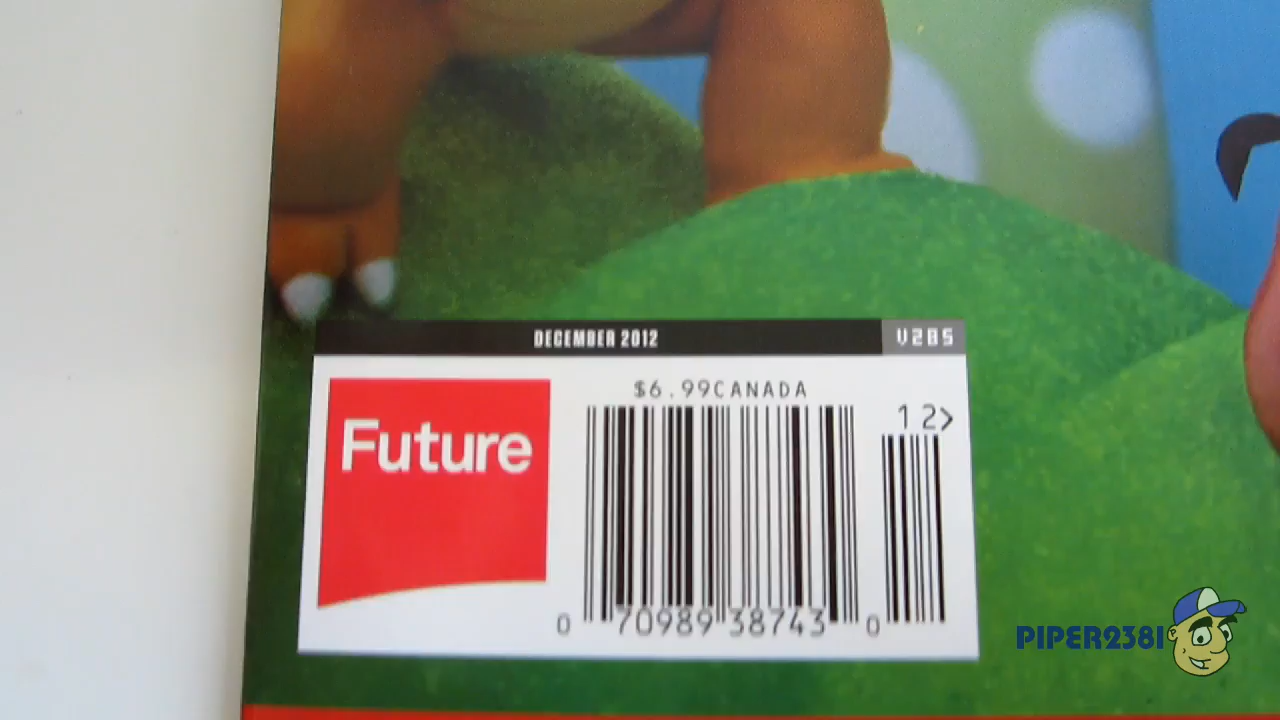 DECEMBER 2012 V285
$6.99CANADA
12>
Future
0 70989 38743 0
PIPER2381